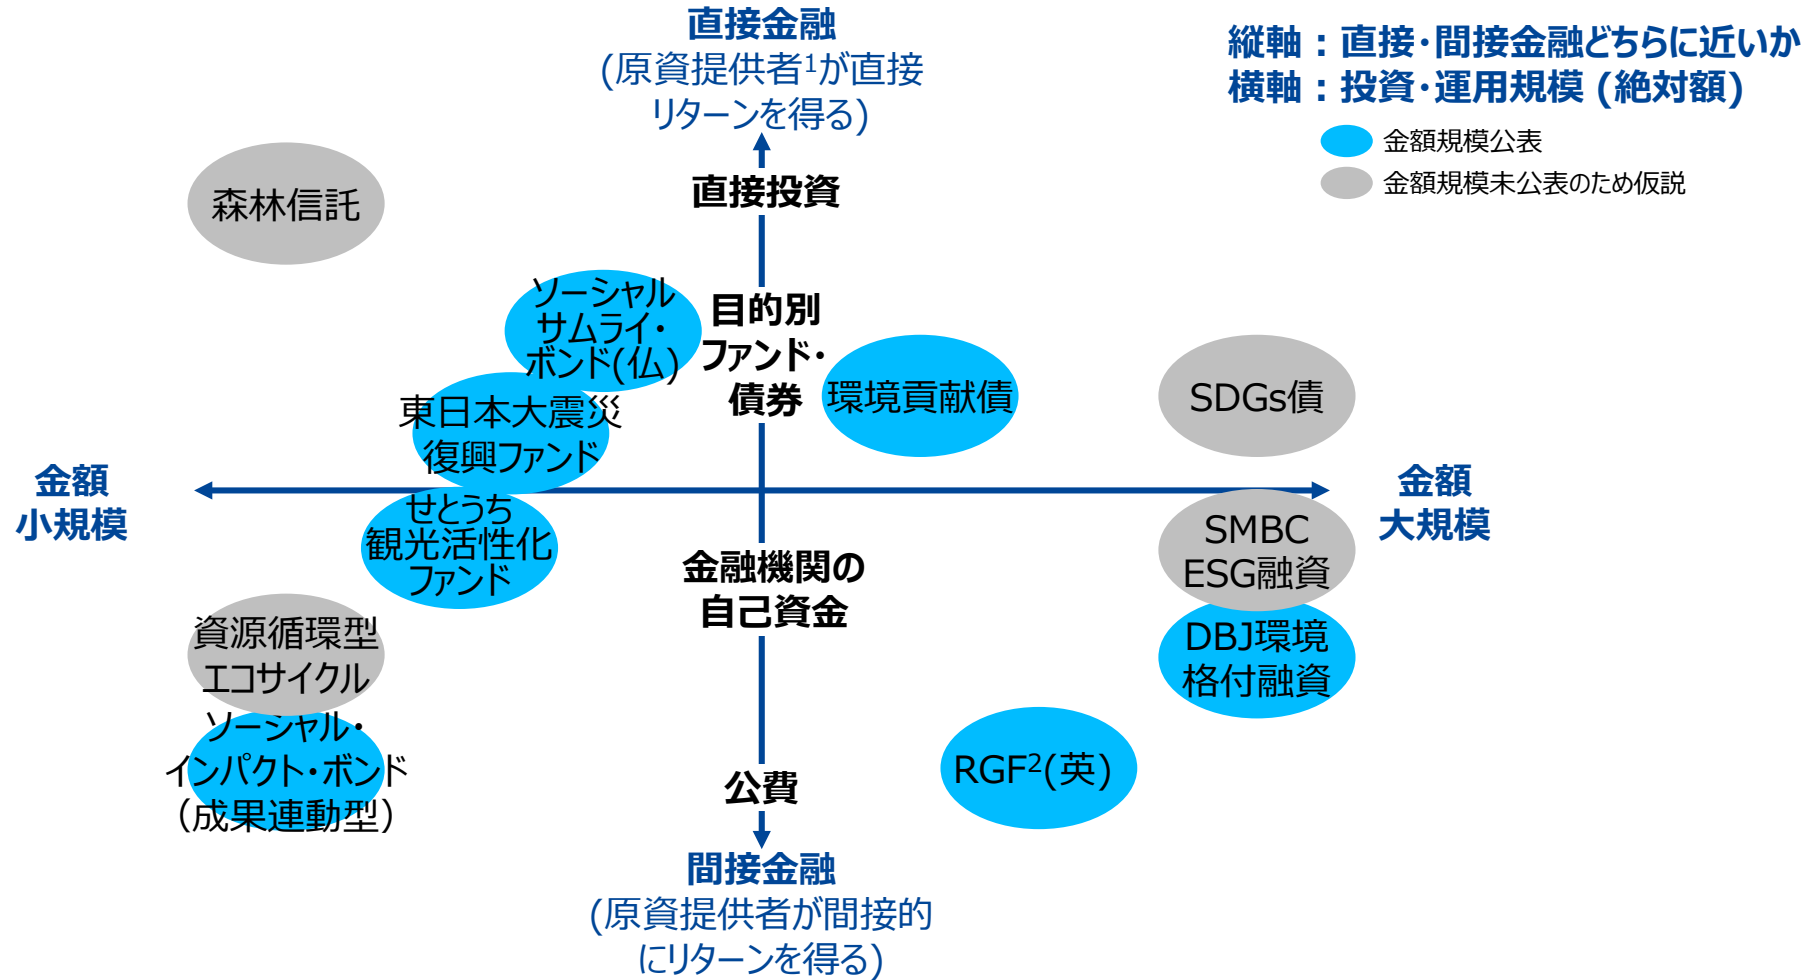 直接金融
(原資提供者1が直接
リターンを得る)
縦軸：直接・間接金融どちらに近いか
横軸：投資・運用規模 (絶対額)
金額規模公表
金額規模未公表のため仮説
直接投資
森林信託
ソーシャル
サムライ・
ボンド(仏)
目的別
ファンド・
債券
環境貢献債
SDGs債
東日本大震災
復興ファンド
金額
小規模
金額
大規模
せとうち
観光活性化
ファンド
SMBC
ESG融資
金融機関の
自己資金
資源循環型
エコサイクル
DBJ環境
格付融資
ソーシャル・
インパクト・ボンド
(成果連動型)
RGF2(英)
公費
間接金融
(原資提供者が間接的
にリターンを得る)